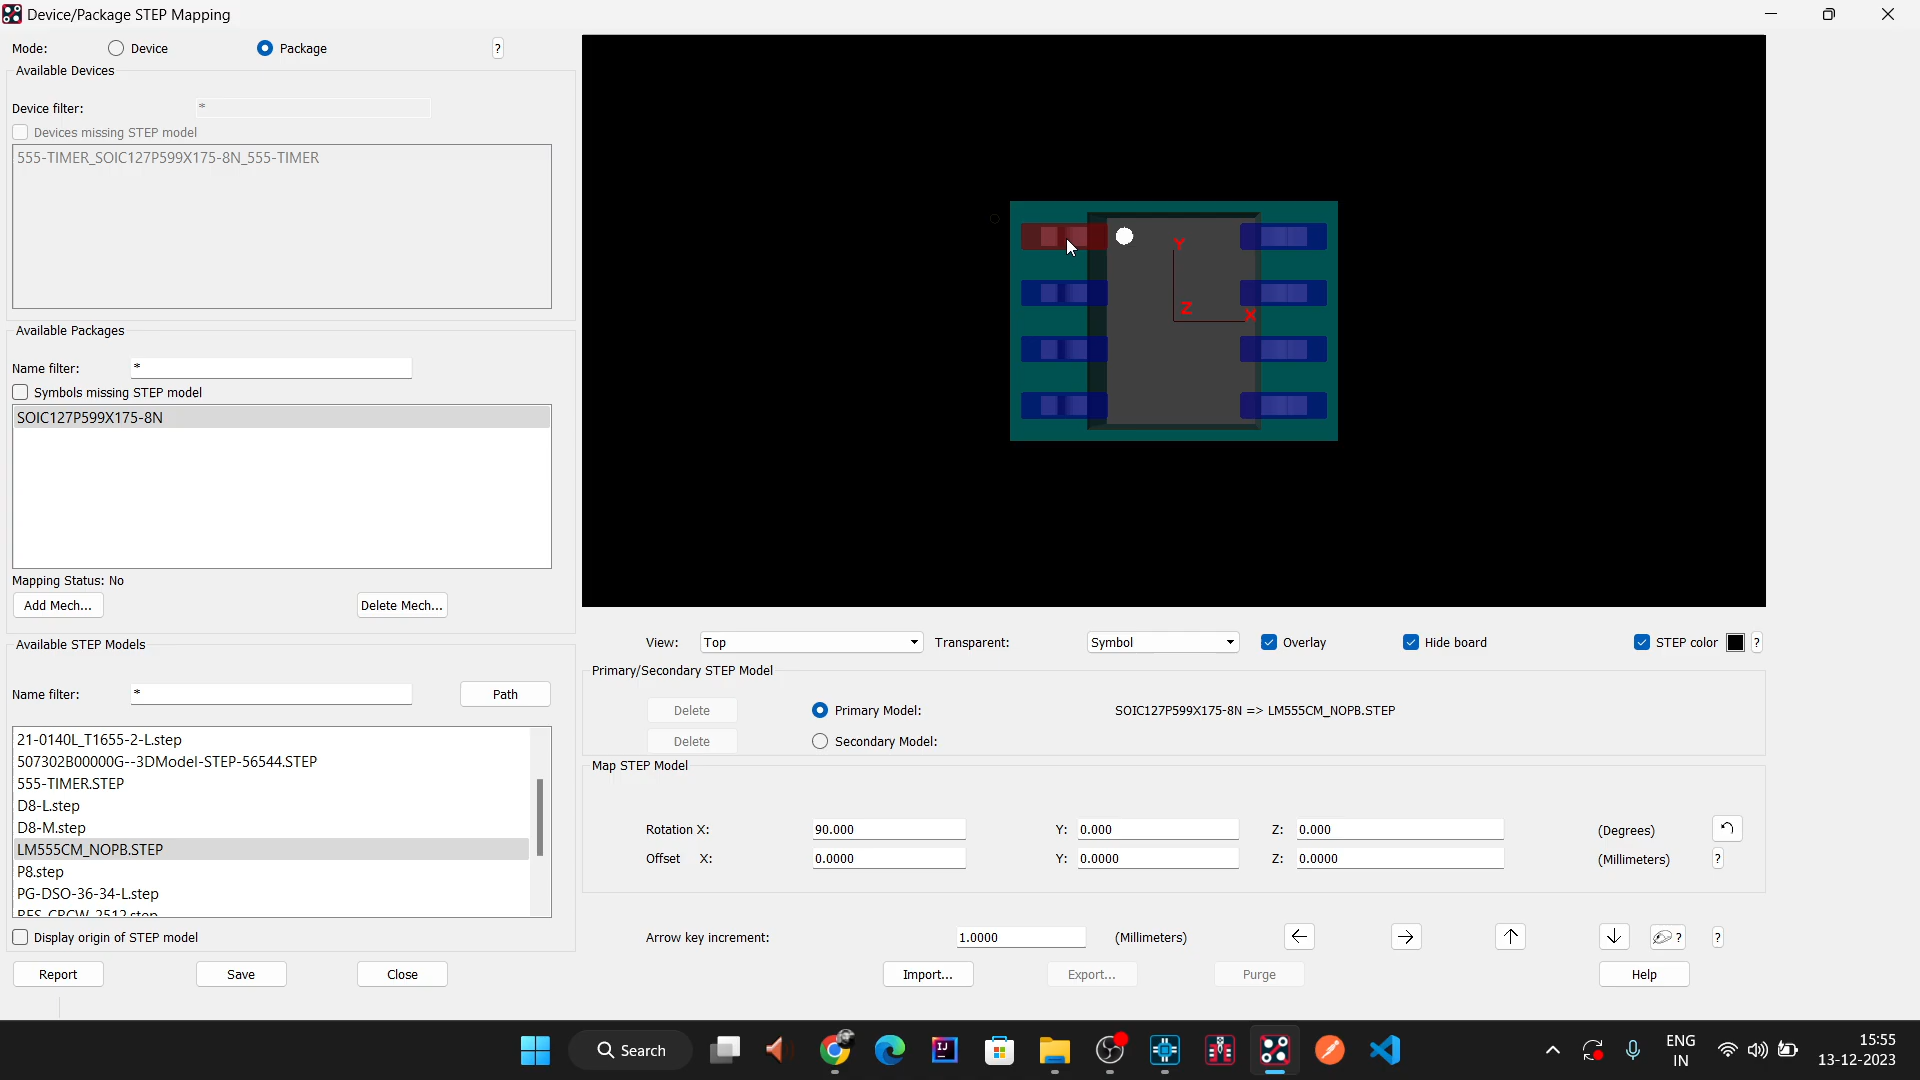 Device/Package STEP Mapping
Mode: Device Package ?
Available Devices
Device filter: *
Devices missing STEP model
555-TIMER_SOIC127P599X175-8N_555-TIMER
Available Packages
Name filter: *
Symbols missing STEP model
SOIC127P599X175-8N
Mapping Status: No
Add Mech... Delete Mech...
Available STEP Models
Name filter: * Path
21-0140L_T1655-2-L.step
507302B00000G--3DModel-STEP-56544.STEP
555-TIMER.STEP
D8-L.step
D8-M.step
LM555CM_NOPB.STEP
P8.step
PG-DSO-36-34-L.step
RES_CRCW_2512.step
Display origin of STEP model
Report Save Close
Y
Z X
View: Top Transparent: Symbol Overlay Hide board STEP color ?
Primary/Secondary STEP Model
Delete Primary Model: SOIC127P599X175-8N => LM555CM_NOPB.STEP
Delete Secondary Model:
Map STEP Model
Rotation X: 90.000 Y: 0.000 Z: 0.000 (Degrees)
Offset X: 0.0000 Y: 0.0000 Z: 0.0000 (Millimeters) ?
Arrow key increment: 1.0000 (Millimeters) ? ?
Import... Export... Purge Help
Search
ENG
IN
15:55
13-12-2023